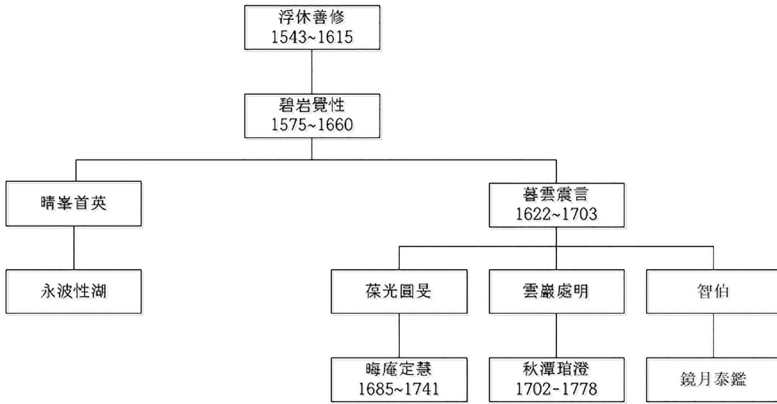 浮休善修
1543~1615
碧岩覺性
1575~1660
晴峯首英
暮雲震言
1622~1703
永波性湖
葆光圓旻
雲巖處明
智伯
晦庵定慧
1685~1741
秋潭琯澄
1702-1778
鏡月泰鑑